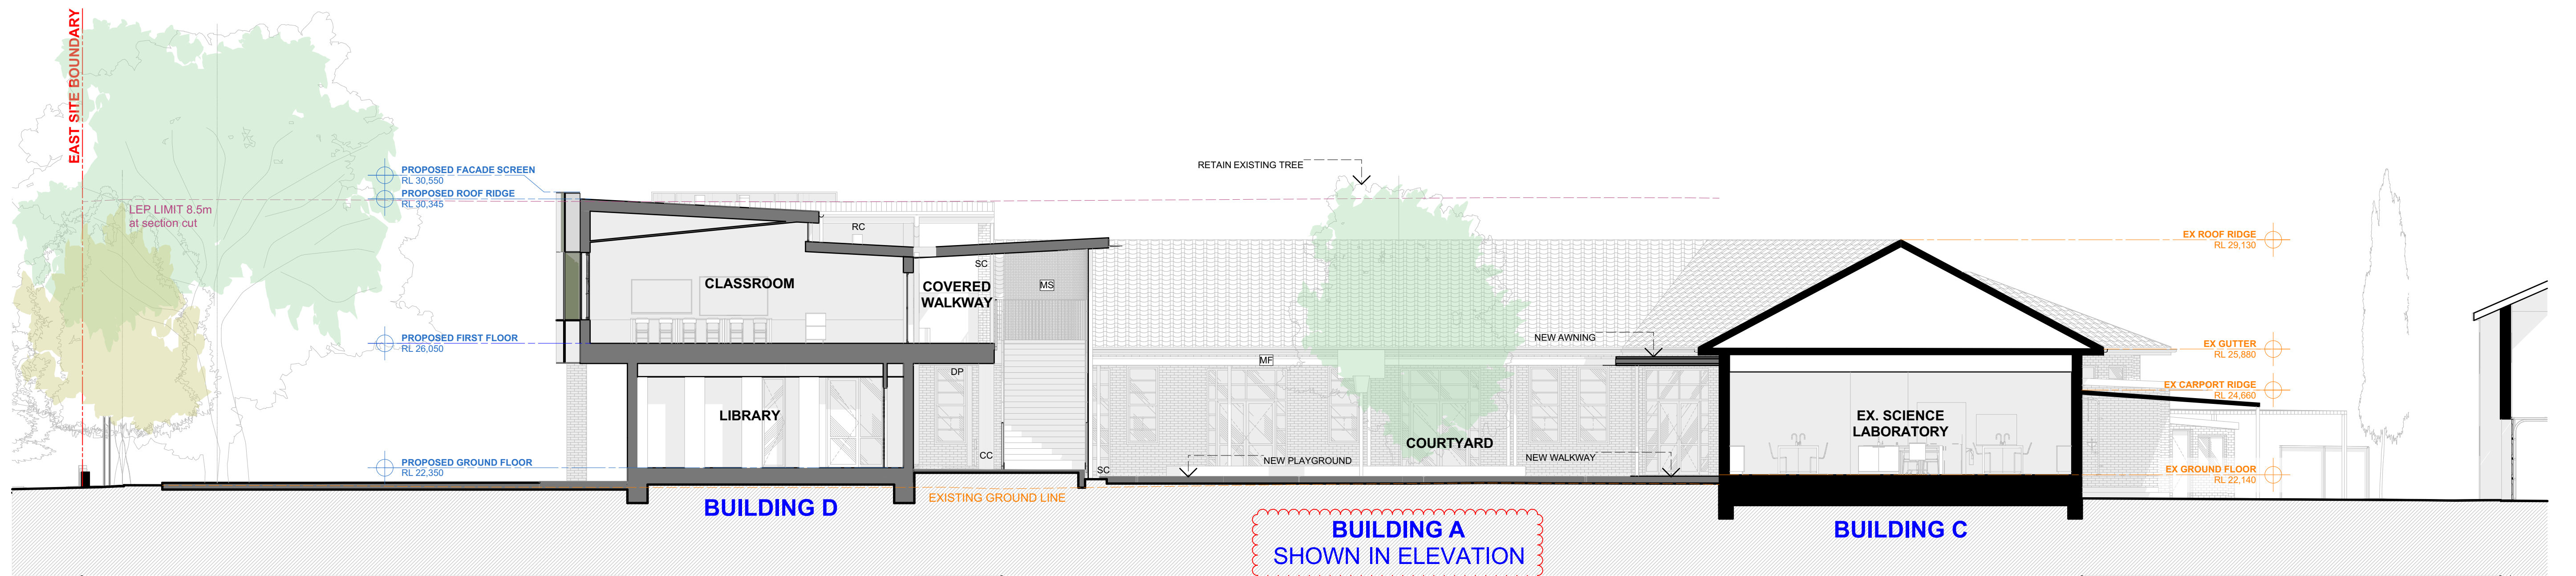 EAST SITE BOUNDARY
LEP LIMIT 8.5m
at section cut
PROPOSED FACADE SCREEN
RL 30,550
PROPOSED ROOF RIDGE
RL 30,345
PROPOSED FIRST FLOOR
RL 26,050
PROPOSED GROUND FLOOR
RL 22,350
CLASSROOM
LIBRARY
RC
SC
COVERED
WALKWAY
MS
DP
CC
SC
BUILDING D
EXISTING GROUND LINE
RETAIN EXISTING TREE
MF
NEW AWNING
COURTYARD
NEW PLAYGROUND
NEW WALKWAY
BUILDING A
SHOWN IN ELEVATION
EX. SCIENCE
LABORATORY
BUILDING C
EX ROOF RIDGE
RL 29,130
EX GUTTER
RL 25,880
EX CARPORT RIDGE
RL 24,660
EX GROUND FLOOR
RL 22,140